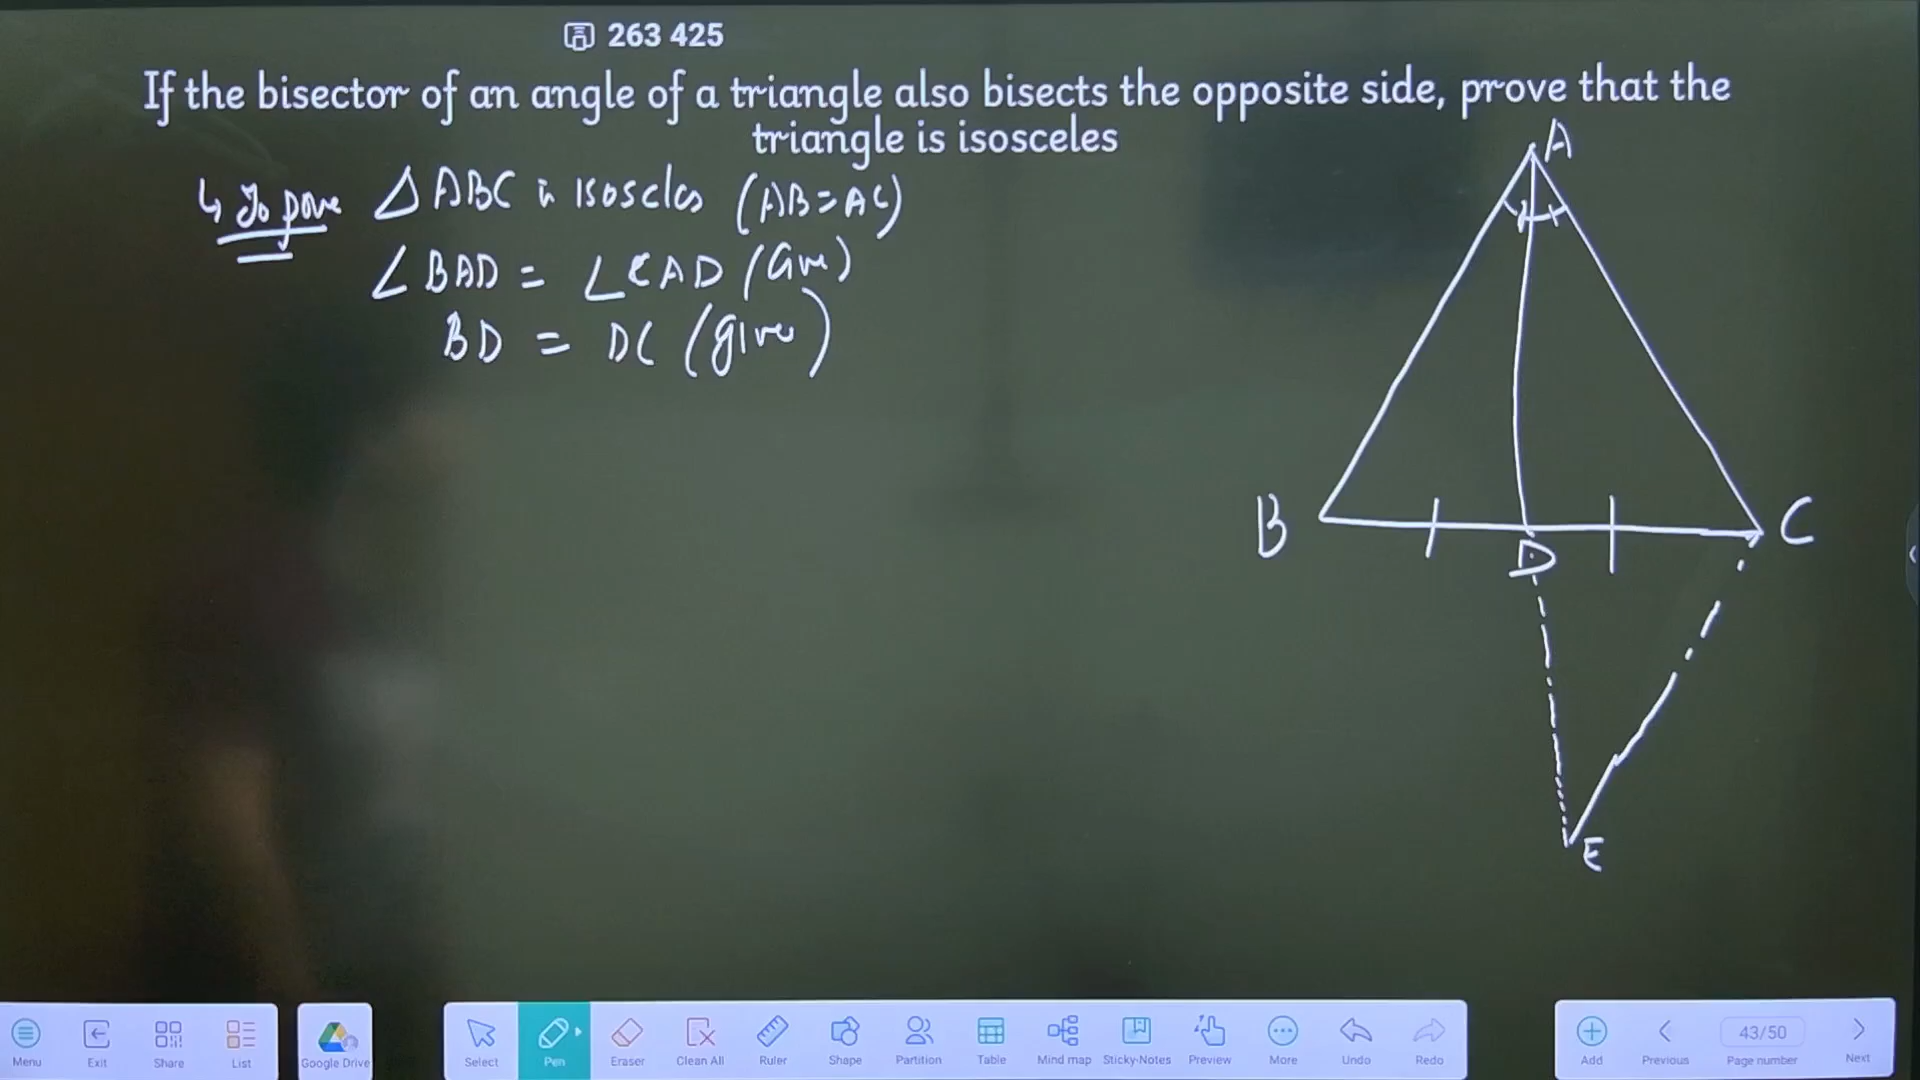 263 425
If the bisector of an angle of a triangle also bisects the opposite side, prove that the
triangle is isosceles
↳ To prove △ABC is isoscles (AB=AC)
∠BAD = ∠CAD (Give)
BD = DC (given)
A
B
D
C
E
Menu
Exit
Share
List
Google Drive
Select
Pen
Eraser
Clean All
Ruler
Shape
Partition
Table
Mind map
Sticky-Notes
Preview
More
Undo
Redo
Add
Previous
43/50
Page number
Next